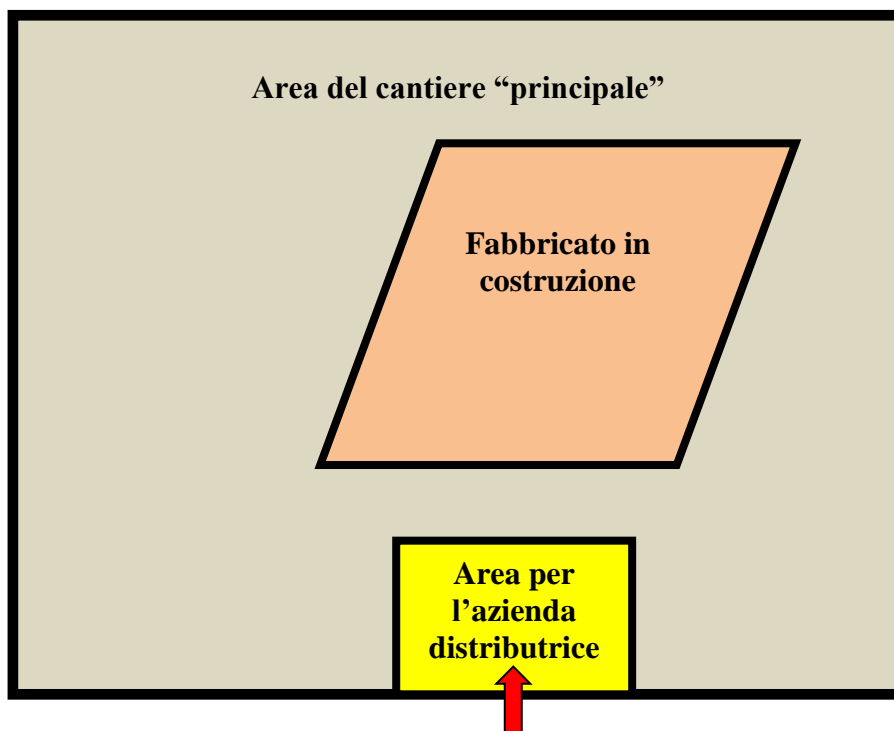 Area del cantiere “principale”
Fabbricato in
costruzione
Area per
l’azienda
distributrice